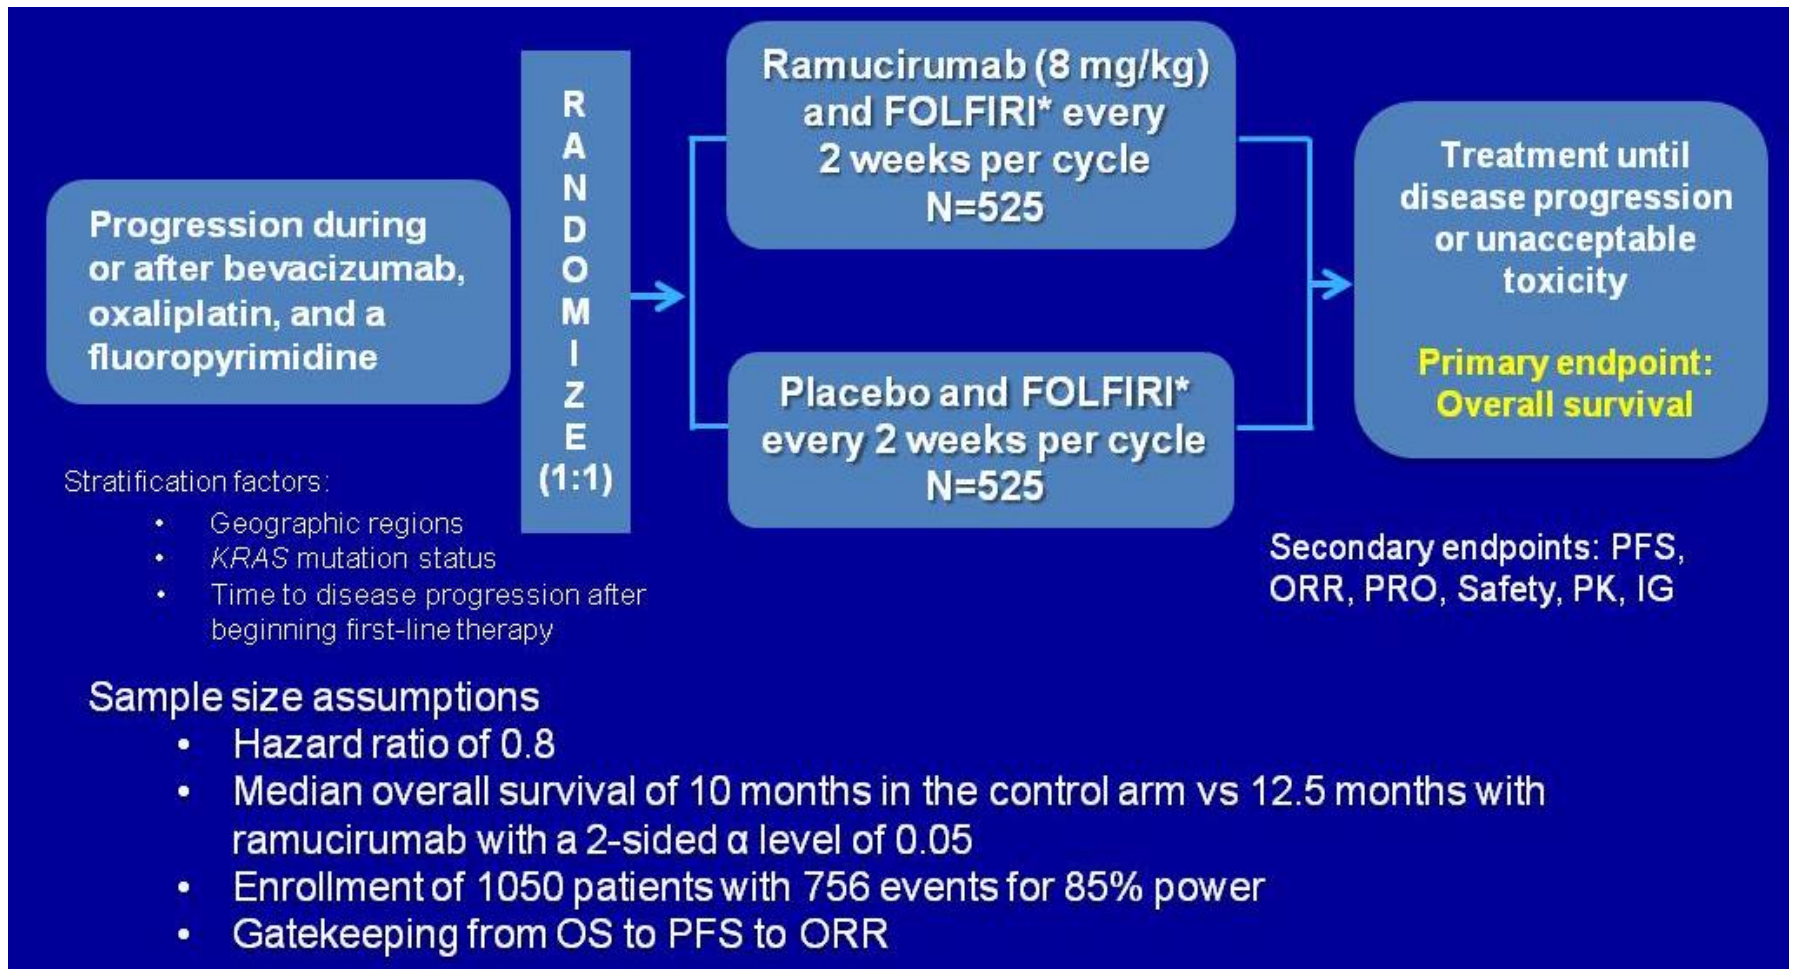 Progression during
or after bevacizumab,
oxaliplatin, and a
fluoropyrimidine
R
A
N
D
O
M
I
Z
E
(1:1)
Ramucirumab (8 mg/kg)
and FOLFIRI* every
2 weeks per cycle
N=525
Placebo and FOLFIRI*
every 2 weeks per cycle
N=525
Treatment until
disease progression
or unacceptable
toxicity
Primary endpoint:
Overall survival
Stratification factors:
• Geographic regions
• KRAS mutation status
• Time to disease progression after
beginning first-line therapy
Secondary endpoints: PFS,
ORR, PRO, Safety, PK, IG
Sample size assumptions
• Hazard ratio of 0.8
• Median overall survival of 10 months in the control arm vs 12.5 months with
ramucirumab with a 2-sided α level of 0.05
• Enrollment of 1050 patients with 756 events for 85% power
• Gatekeeping from OS to PFS to ORR